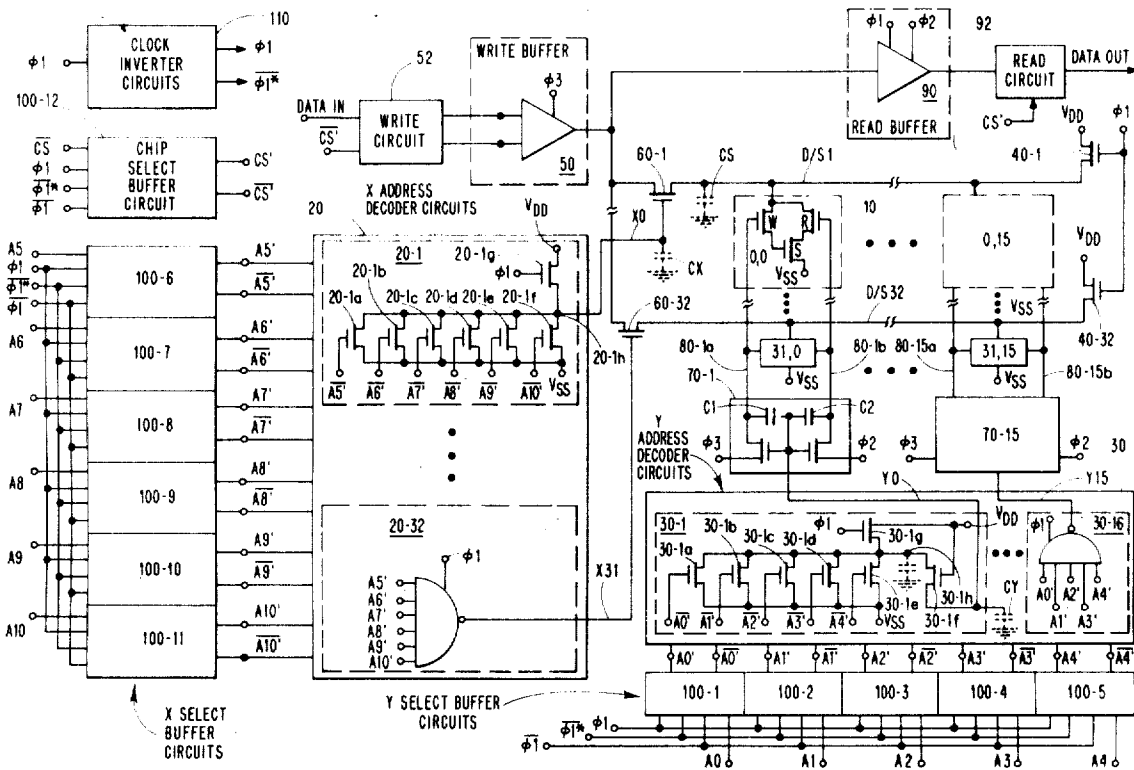 110
CLOCK
INVERTER
CIRCUITS
ϕ1
ϕ1
ϕ1*
100-12
CHIP
SELECT
BUFFER
CIRCUIT
CS
ϕ1
ϕ1*
ϕ1
CS'
CS'
52
DATA IN
CS'
WRITE
CIRCUIT
WRITE BUFFER
ϕ3
50
ϕ1
ϕ2
90
READ BUFFER
92
READ
CIRCUIT
DATA OUT
CS'
VDD
ϕ1
40-1
60-1
CS
D/S1
X ADDRESS
DECODER CIRCUITS
20
20-1
VDD
20-1g
ϕ1
20-1a
20-1b
20-1c
20-1d
20-1e
20-1f
20-1h
A5'
A6'
A7'
A8'
A9'
A10'
VSS
X0
CX
60-32
10
W
R
S
0,0
VSS
0,15
VSS
VDD
D/S32
40-32
31,0
VSS
31,15
VSS
80-1a
80-1b
80-15a
80-15b
70-1
C1
C2
ϕ3
ϕ2
70-15
ϕ3
ϕ2
30
A5
ϕ1
ϕ1*
ϕ1
A6
A7
A8
A9
A10
100-6
100-7
100-8
100-9
100-10
100-11
A5'
A5'
A6'
A6'
A7'
A7'
A8'
A8'
A9'
A9'
A10'
A10'
X SELECT
BUFFER
CIRCUITS
20-32
ϕ1
A5'
A6'
A7'
A8'
A9'
A10'
X31
Y
ADDRESS
DECODER
CIRCUITS
Y0
Y15
30-1
30-1a
30-1b
30-1c
30-1d
30-1e
30-1f
30-1g
30-1h
ϕ1
VDD
A0'
A1'
A2'
A3'
A4'
VSS
CY
30-16
ϕ1
A0'
A2'
A4'
A1'
A3'
A0'
A0'
A1'
A1'
A2'
A2'
A3'
A3'
A4'
A4'
Y SELECT BUFFER
CIRCUITS
100-1
100-2
100-3
100-4
100-5
ϕ1
ϕ1*
ϕ1
A0
A1
A2
A3
A4